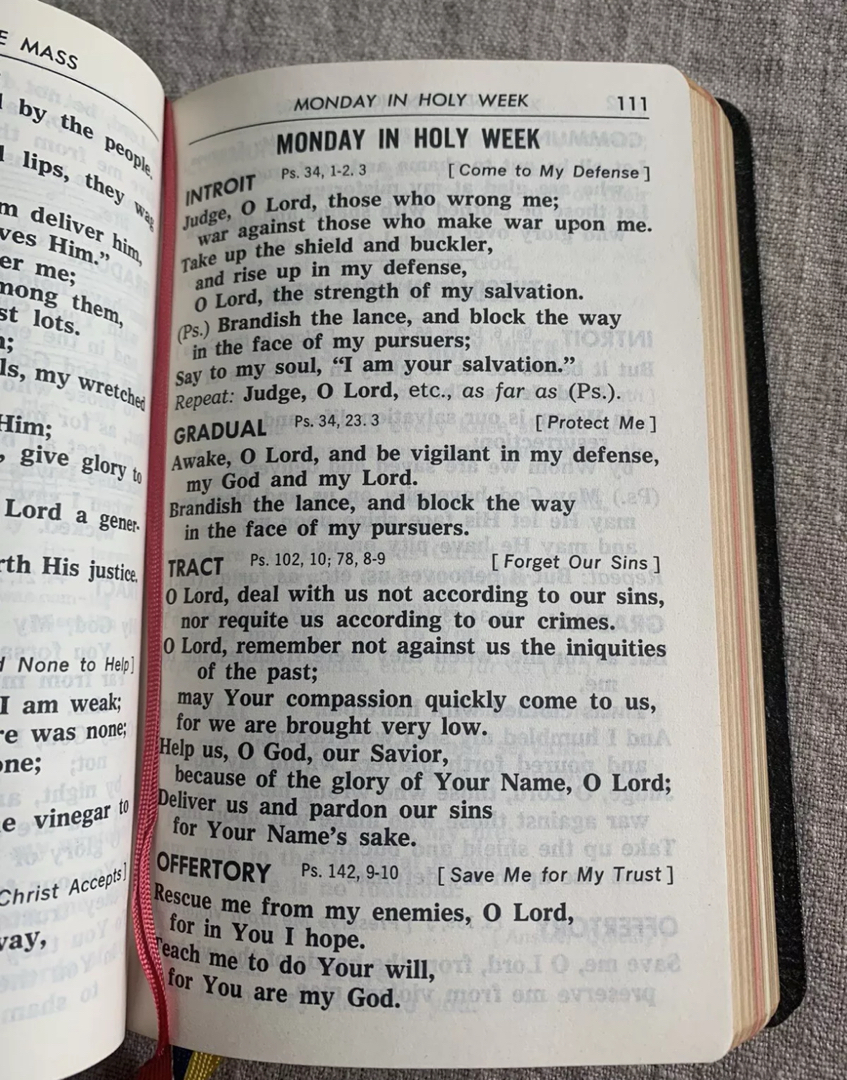 E MASS
by the people.
lips, they wag
m deliver him,
ves Him.”
er me;
mong them,
st lots.
ls, my wretched
Him;
, give glory to
Lord a gener-
rth His justice.
None to Help]
I am weak;
re was none;
one;
e vinegar to
Christ Accepts]
vay,
MONDAY IN HOLY WEEK 111
MONDAY IN HOLY WEEK
INTROIT Ps. 34, 1-2. 3 [Come to My Defense]
Judge, O Lord, those who wrong me;
war against those who make war upon me.
Take up the shield and buckler,
and rise up in my defense,
O Lord, the strength of my salvation.
(Ps.) Brandish the lance, and block the way
in the face of my pursuers;
Say to my soul, “I am your salvation.”
Repeat: Judge, O Lord, etc., as far as (Ps.).
GRADUAL Ps. 34, 23. 3 [Protect Me]
Awake, O Lord, and be vigilant in my defense,
my God and my Lord.
Brandish the lance, and block the way
in the face of my pursuers.
TRACT Ps. 102, 10; 78, 8-9 [Forget Our Sins]
O Lord, deal with us not according to our sins,
nor requite us according to our crimes.
O Lord, remember not against us the iniquities
of the past;
may Your compassion quickly come to us,
for we are brought very low.
Help us, O God, our Savior,
because of the glory of Your Name, O Lord;
Deliver us and pardon our sins
for Your Name’s sake.
OFFERTORY Ps. 142, 9-10 [Save Me for My Trust]
Rescue me from my enemies, O Lord,
for in You I hope.
Teach me to do Your will,
for You are my God.